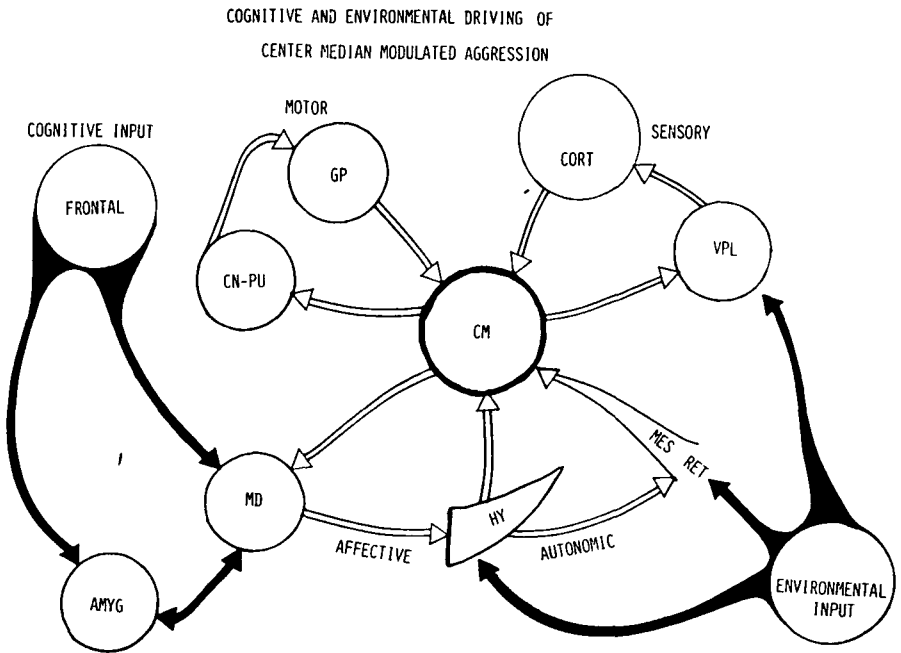 COGNITIVE AND ENVIRONMENTAL DRIVING OF
CENTER MEDIAN MODULATED AGGRESSION
MOTOR
COGNITIVE INPUT
SENSORY
CORT
GP
FRONTAL
VPL
CN-PU
CM
MES RET
MD
HY
AFFECTIVE
AUTONOMIC
AMYG
ENVIRONMENTAL
INPUT